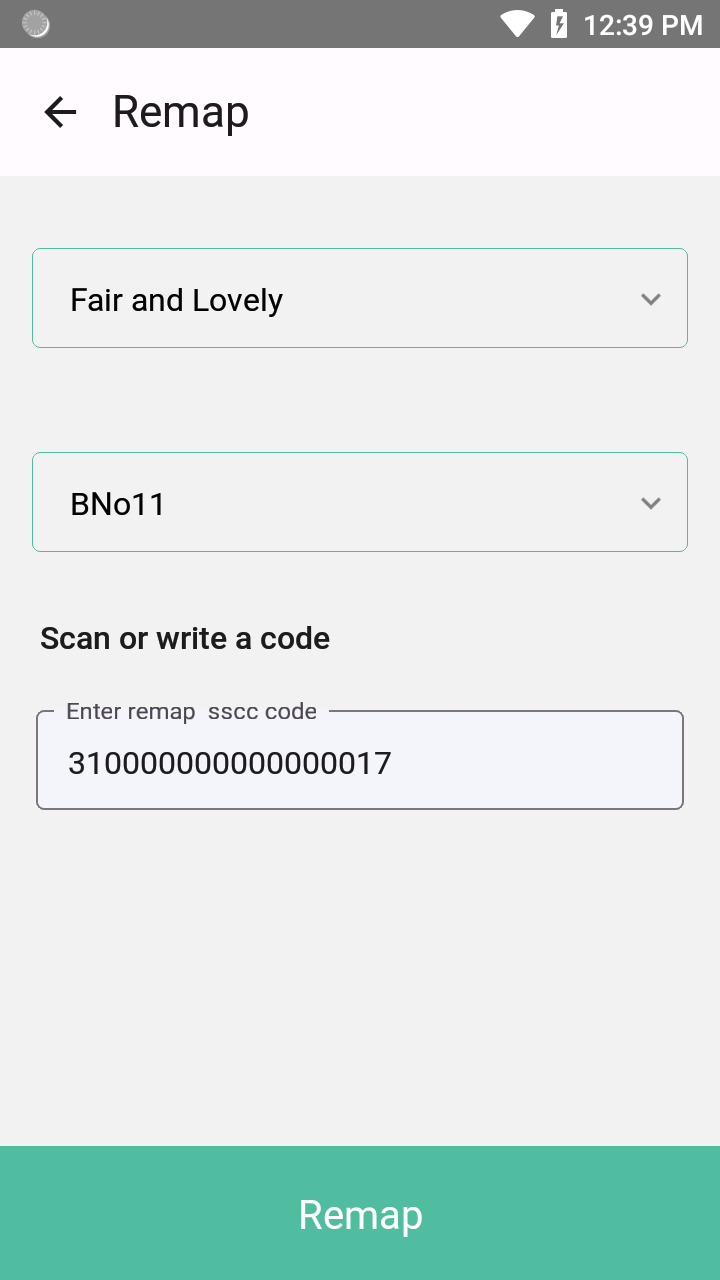 12:39 PM
Remap
Fair and Lovely
BNo11
Scan or write a code
Enter remap  sscc code
310000000000000017
Remap